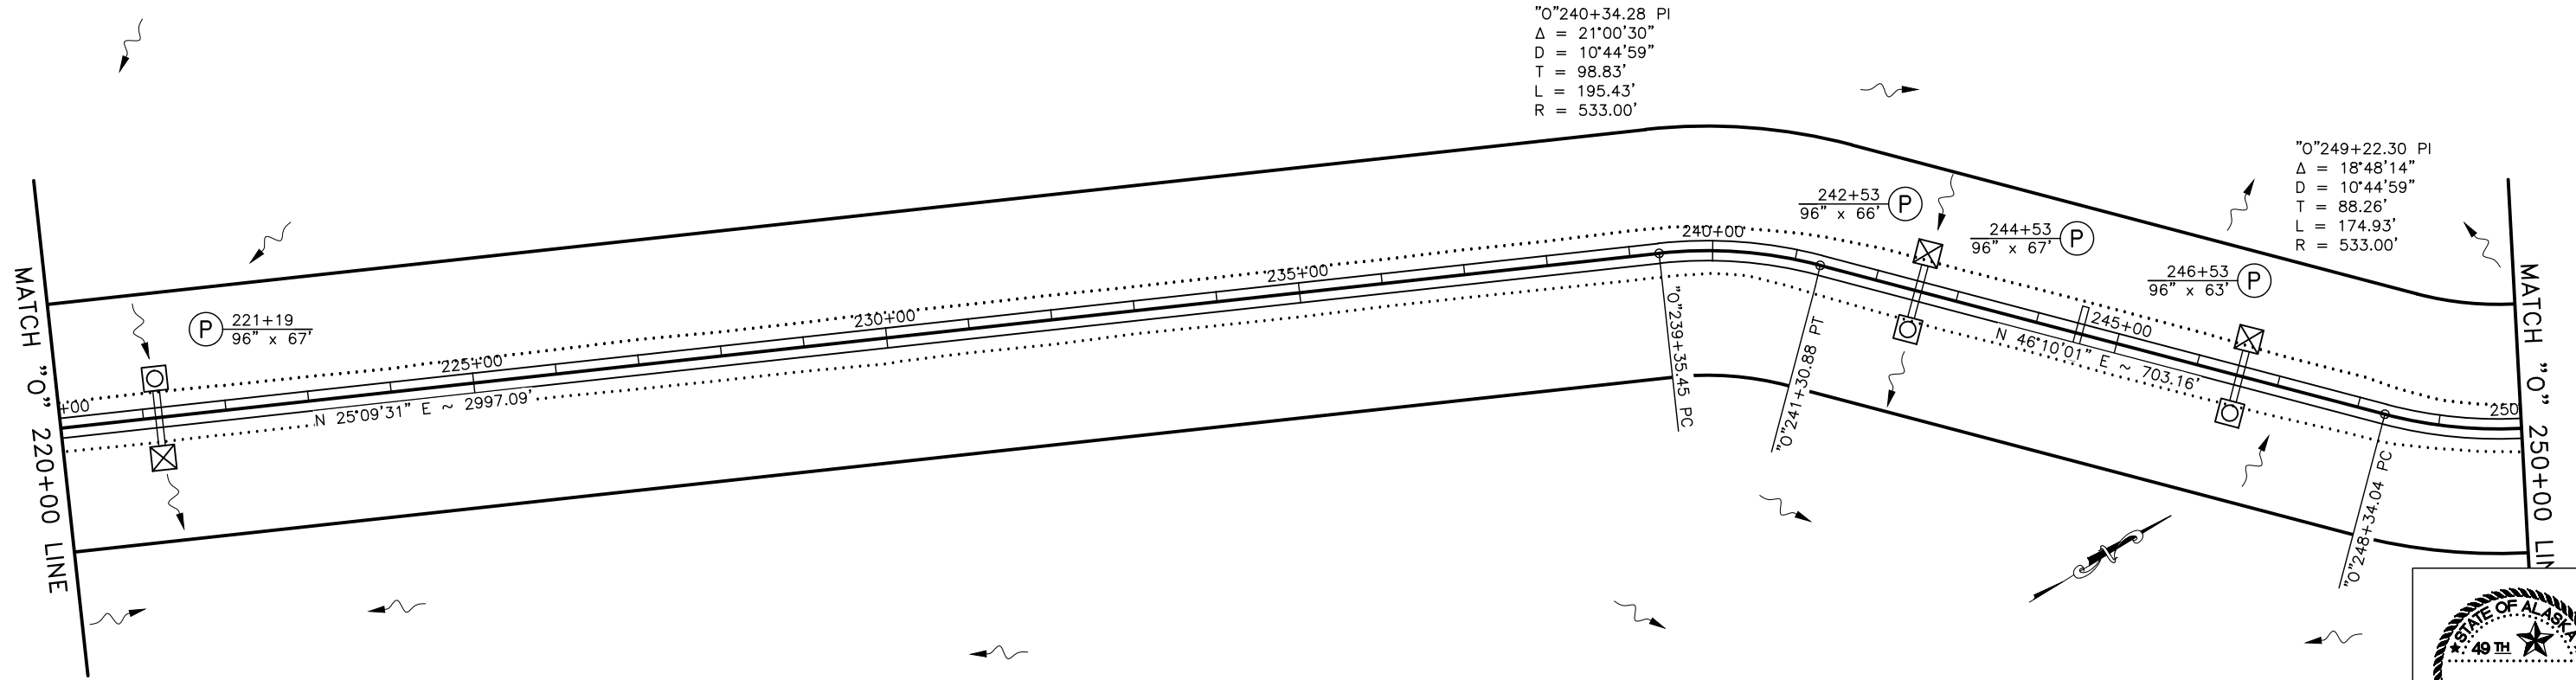 "O"240+34.28 PI
Δ = 21°00'30"
D = 10°44'59"
T = 98.83'
L = 195.43'
R = 533.00'
"O"249+22.30 PI
Δ = 18°48'14"
D = 10°44'59"
T = 88.26'
L = 174.93'
R = 533.00'
MATCH "O" 220+00 LINE
P
221+19
96" x 67'
+00
225+00
230+00
235+00
240+00
245+00
250
N 25°09'31" E ~ 2997.09'
"O"239+35.45 PC
"O"241+30.88 PT
242+53
96" x 66'
P
244+53
96" x 67'
P
246+53
96" x 63'
P
N 46°10'01" E ~ 703.16'
"O"248+34.04 PC
MATCH "O" 250+00 LIN
STATE OF ALASKA
49 TH